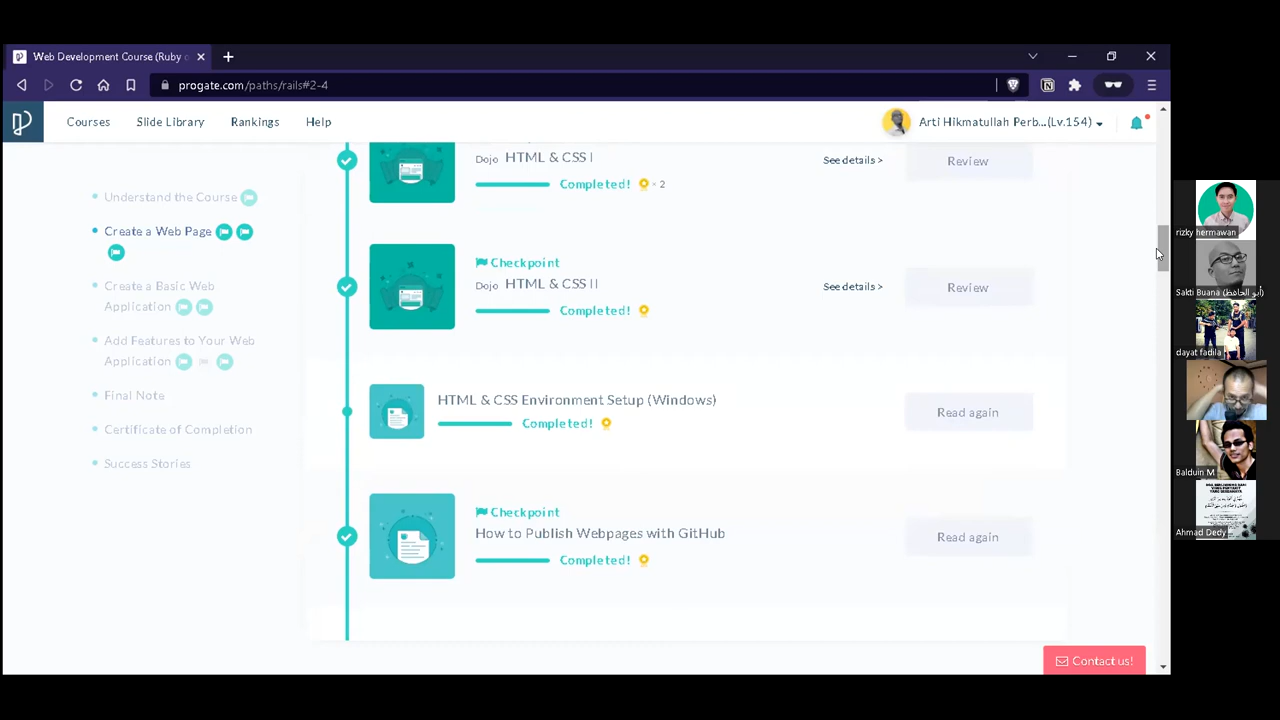 Web Development Course (Ruby o
progate.com/paths/rails#2-4
Courses
Slide Library
Rankings
Help
Arti Hikmatullah Perb...(Lv.154)
Understand the Course
Create a Web Page
Create a Basic Web
Application
Add Features to Your Web
Application
Final Note
Certificate of Completion
Success Stories
Dojo HTML & CSS I
Completed! × 2
See details >
Review
Checkpoint
Dojo HTML & CSS II
Completed!
See details >
Review
HTML & CSS Environment Setup (Windows)
Completed!
Read again
Checkpoint
How to Publish Webpages with GitHub
Completed!
Read again
Contact us!
rizky hermawan
Sakti Buana (أبو الحافظ)
dayat fadila
Balduin M
Ahmad Dedy